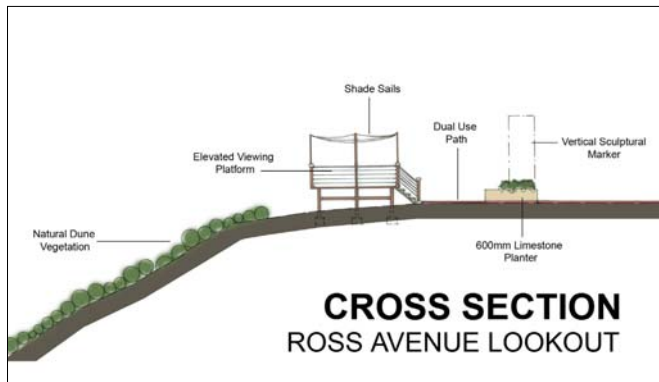 Shade Sails
Dual Use
Path
Vertical Sculptural
Marker
Elevated Viewing
Platform
Natural Dune
Vegetation
600mm Limestone
Planter
CROSS SECTION
ROSS AVENUE LOOKOUT